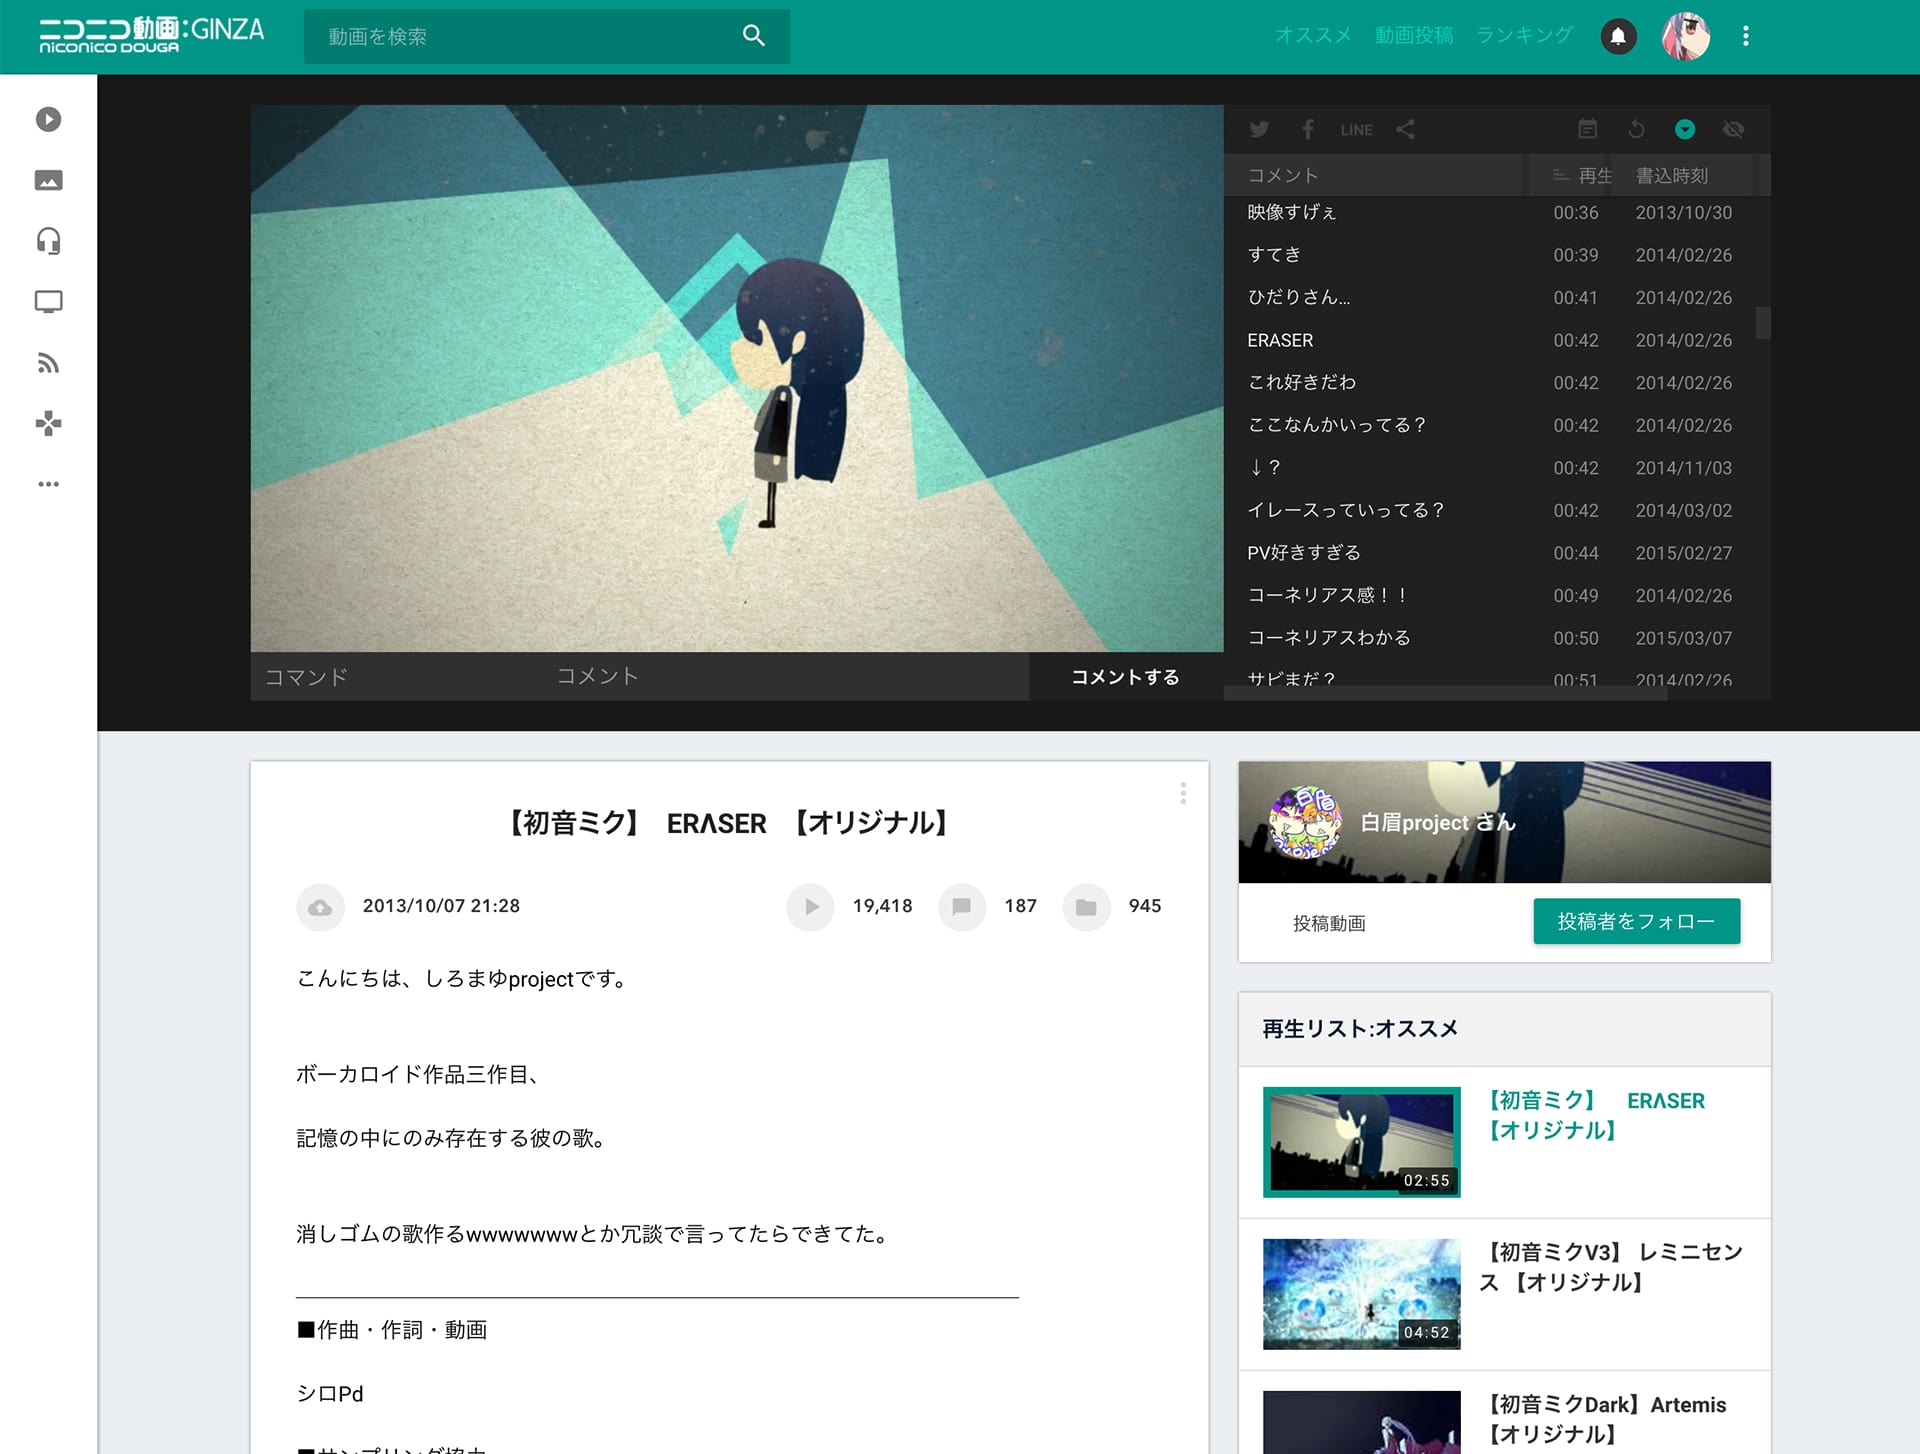 ニコニコ動画:GINZA
niconico DOUGA
動画を検索
オススメ 動画投稿 ランキング
LINE
コメント 再生 書込時刻
映像すげぇ 00:36 2013/10/30
すてき 00:39 2014/02/26
ひだりさん... 00:41 2014/02/26
ERASER 00:42 2014/02/26
これ好きだわ 00:42 2014/02/26
ここなんかいってる？ 00:42 2014/02/26
↓？ 00:42 2014/11/03
イレースっていってる？ 00:42 2014/03/02
PV好きすぎる 00:44 2015/02/27
コーネリアス感！！ 00:49 2014/02/26
コーネリアスわかる 00:50 2015/03/07
サビまだ？ 00:51 2014/02/26
コマンド コメント コメントする
【初音ミク】 ERΛSER 【オリジナル】
2013/10/07 21:28 19,418 187 945
こんにちは、しろまゆprojectです。
ボーカロイド作品三作目、
記憶の中にのみ存在する彼の歌。
消しゴムの歌作るwwwwwwwとか冗談で言ってたらできてた。
■作曲・作詞・動画
シロPd
■サンプリング協力
白眉project さん
投稿動画 投稿者をフォロー
再生リスト:オススメ
【初音ミク】 ERΛSER
【オリジナル】
02:55
【初音ミクV3】 レミニセン
ス 【オリジナル】
04:52
【初音ミクDark】Artemis
【オリジナル】